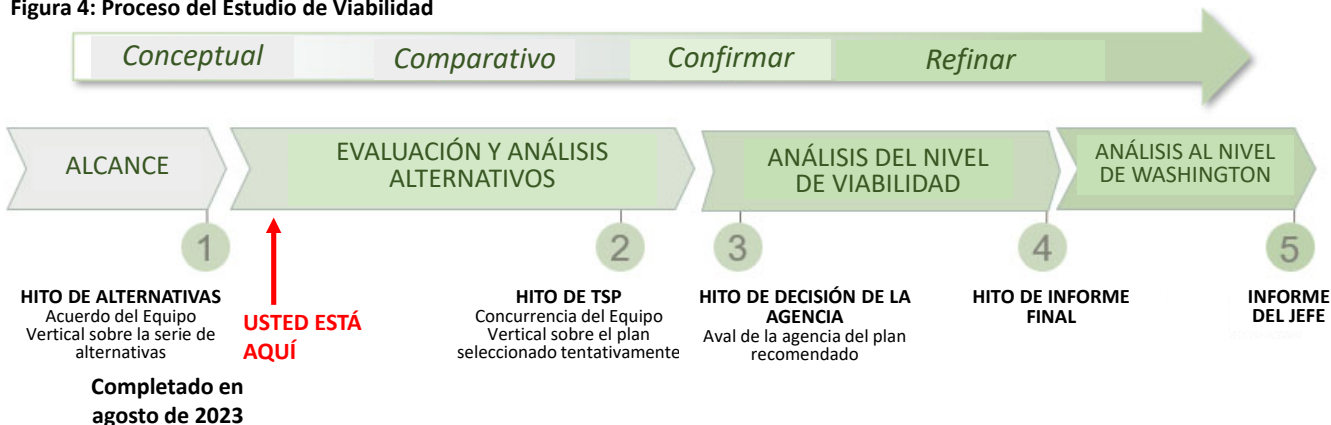 Figura 4: Proceso del Estudio de Viabilidad
Conceptual
Comparativo
Confirmar
Refinar
ALCANCE
EVALUACIÓN Y ANÁLISIS
ALTERNATIVOS
ANÁLISIS DEL NIVEL
DE VIABILIDAD
ANÁLISIS AL NIVEL
DE WASHINGTON
1
2
3
4
5
HITO DE ALTERNATIVAS
Acuerdo del Equipo
Vertical sobre la serie de
alternativas
Completado en
agosto de 2023
USTED ESTÁ
AQUÍ
HITO DE TSP
Concurrencia del Equipo
Vertical sobre el plan
seleccionado tentativamente
HITO DE DECISIÓN DE LA
AGENCIA
Aval de la agencia del plan
recomendado
HITO DE INFORME
FINAL
INFORME
DEL JEFE